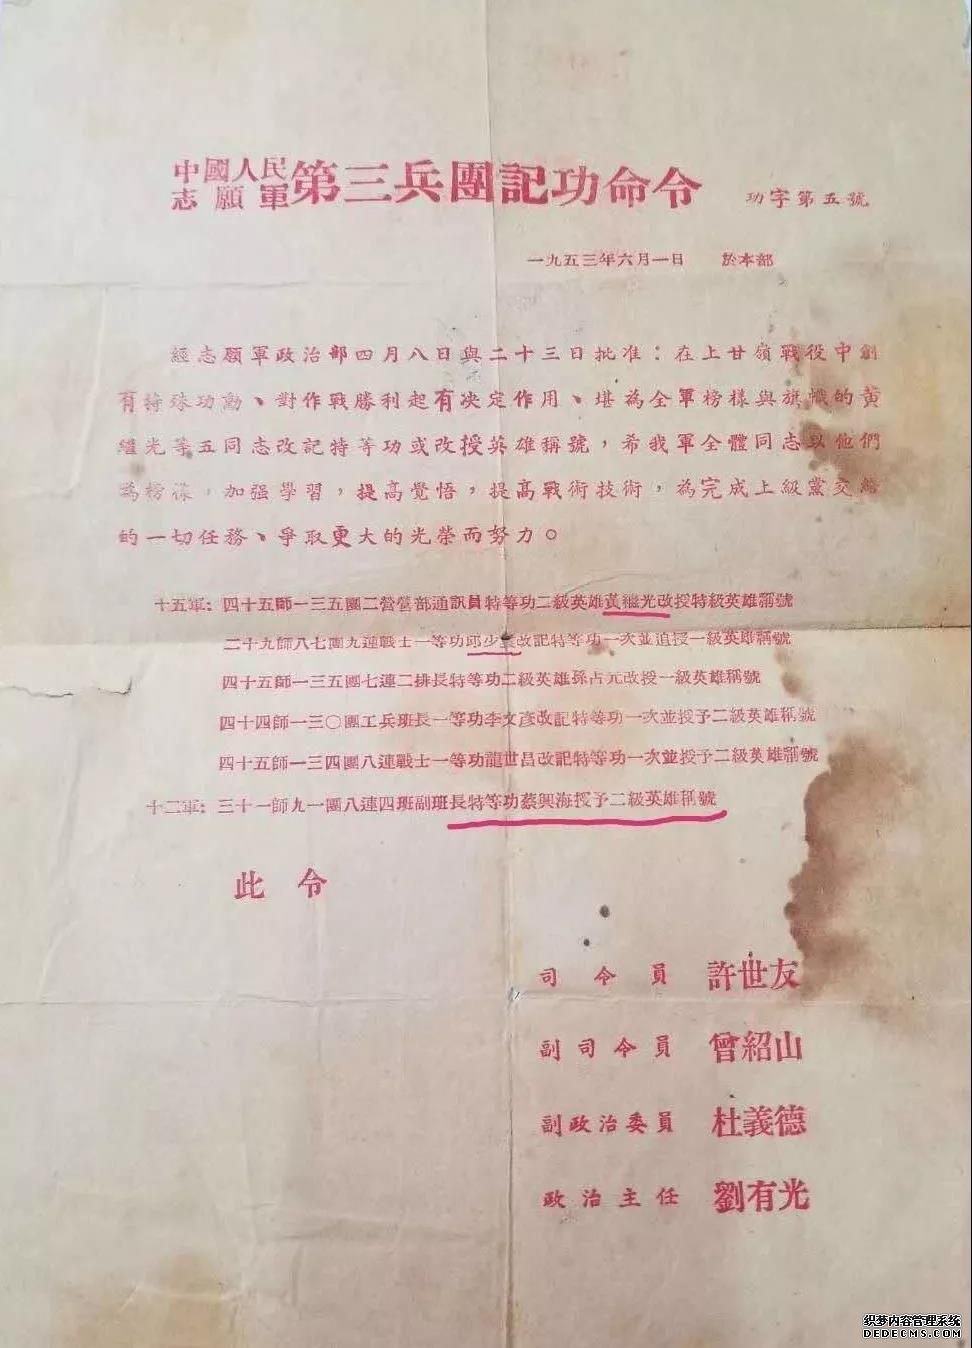 中國人民
志願軍 第三兵團記功命令 功字第五號
一九五三年六月一日 於本部
經志願軍政治部四月八日與二十三日批准：在上甘嶺戰役中創
有特殊功勳、對作戰勝利起有决定作用、堪為全軍榜樣與旗幟的黃
繼光等五同志改記特等功或改授英雄稱號，希我軍全體同志以他們
為榜樣，加强學習，提高覺悟，提高戰術技術，為完成上級黨交給
的一切任務、爭取更大的光榮而努力。
十五軍：四十五師一三五團二營營部通訊員特等功二級英雄黃繼光改授特級英雄稱號
二十九師八七團九連戰士一等功邱少雲改記特等功一次並追授一級英雄稱號
四十五師一三五團七連二排長特等功二級英雄孫占元改授一級英雄稱號
四十四師一三〇團工兵班長一等功李文彥改記特等功一次並授予二級英雄稱號
四十五師一三四團八連戰士一等功龍世昌改記特等功一次並授予二級英雄稱號
十二軍：三十一師九一團八連四班副班長特等功蔡興海授予二級英雄稱號
此令
司令員 許世友
副司令員 曾紹山
副政治委員 杜義德
政治主任 劉有光
织梦内容管理系统
DEDECMS.COM